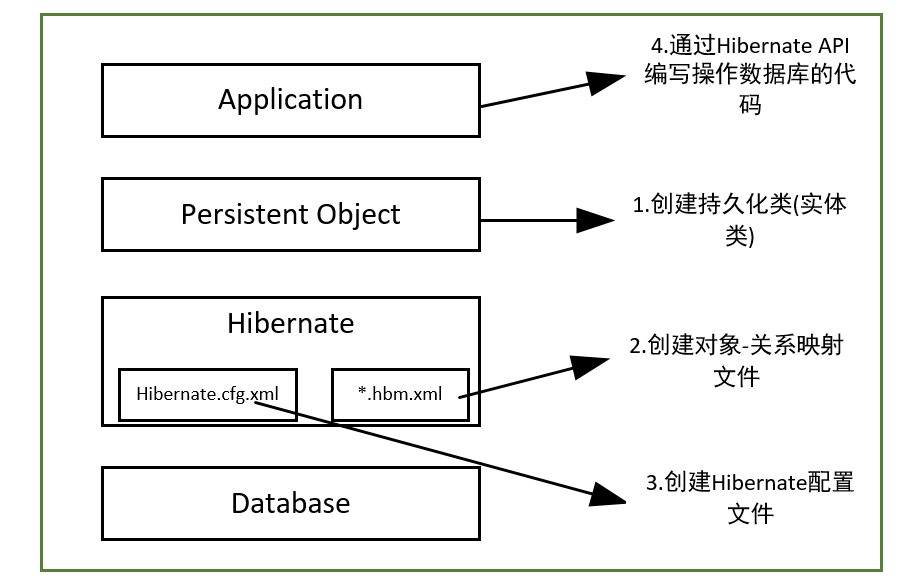 4.通过Hibernate API
编写操作数据库的代
码
Application
Persistent Object
1.创建持久化类(实体
类)
Hibernate
Hibernate.cfg.xml
*.hbm.xml
2.创建对象-关系映射
文件
Database
3.创建Hibernate配置
文件